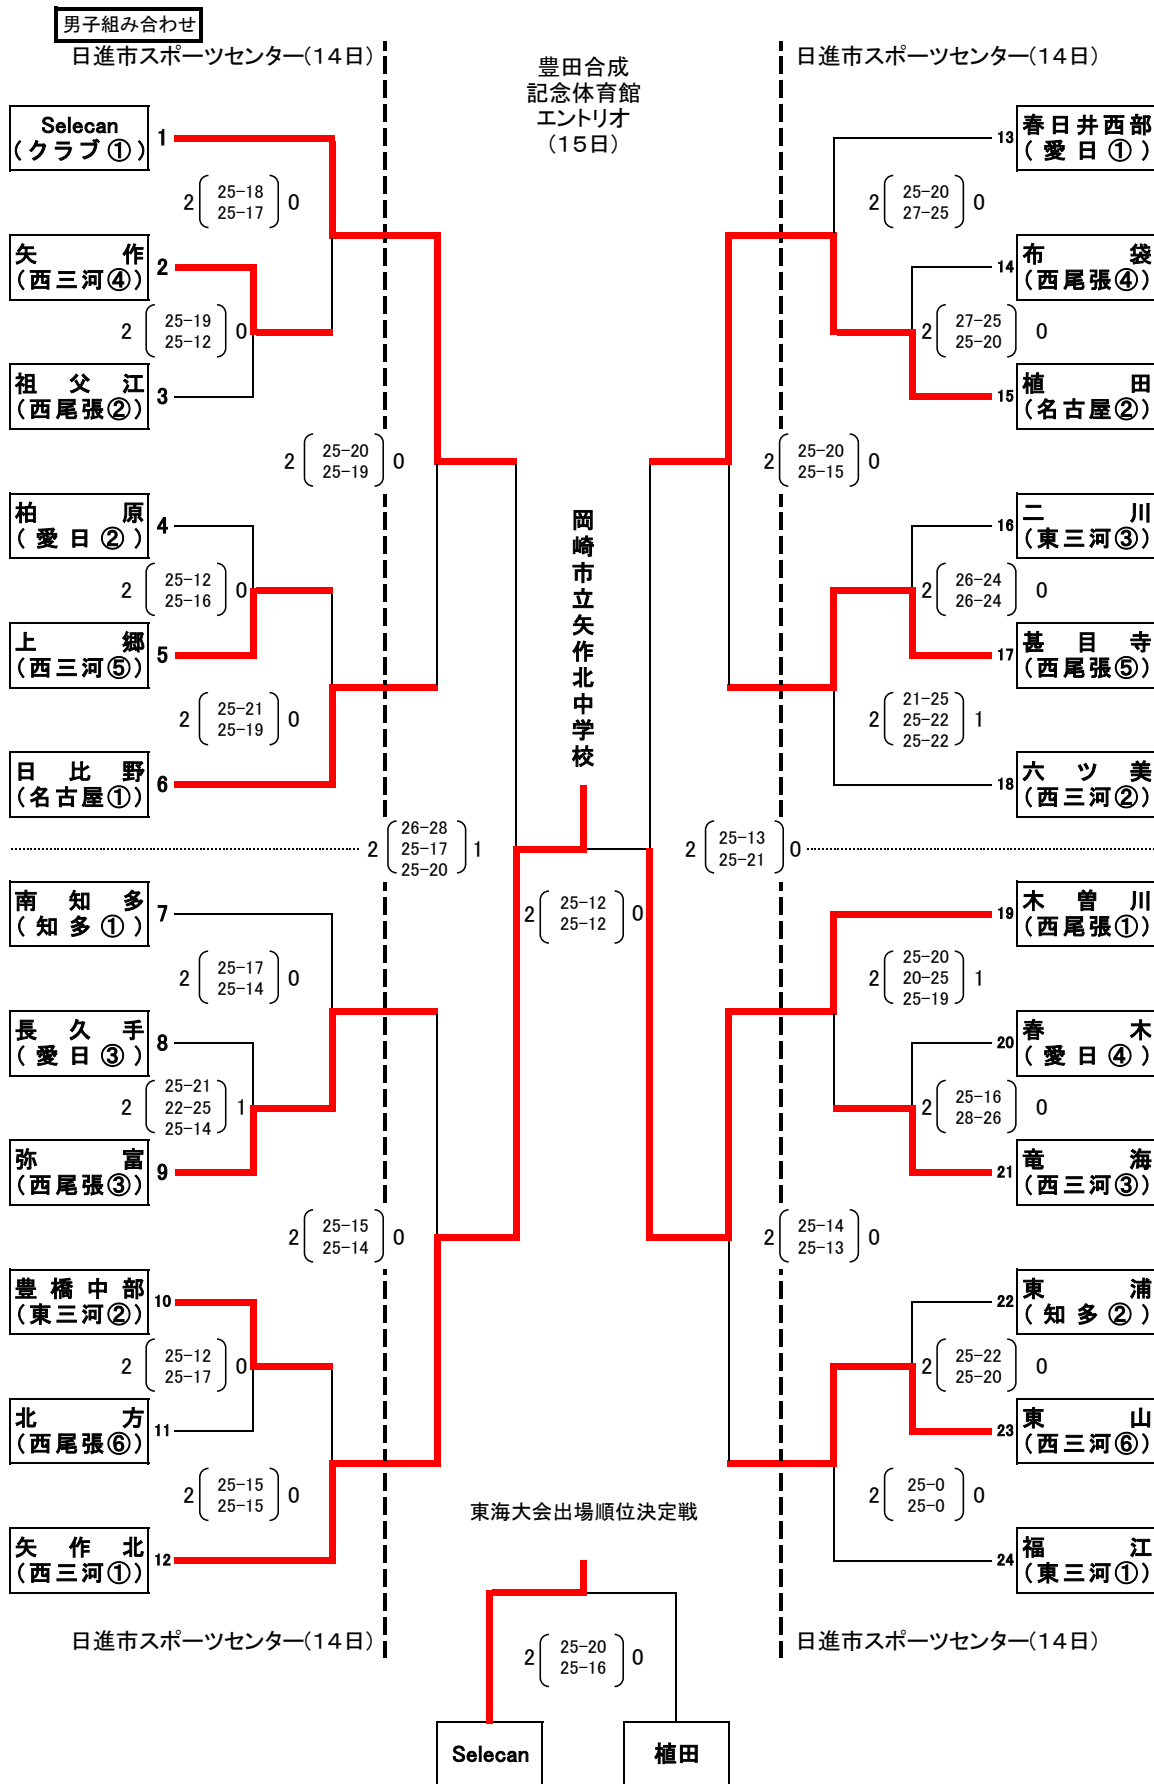 男子組み合わせ
日進市スポーツセンター(14日)
豊田合成
記念体育館
エントリオ
(15日)
日進市スポーツセンター(14日)
Selecan
(クラブ①)
1
2
25-18
25-17
0
矢作
(西三河④)
2
2
25-19
25-12
0
祖父江
(西尾張②)
3
2
25-20
25-19
0
柏原
(愛日②)
4
2
25-12
25-16
0
上郷
(西三河⑤)
5
2
25-21
25-19
0
日比野
(名古屋①)
6
2
26-28
25-17
25-20
1
南知多
(知多①)
7
2
25-17
25-14
0
長久手
(愛日③)
8
2
25-21
22-25
25-14
1
弥富
(西尾張③)
9
2
25-15
25-14
0
豊橋中部
(東三河②)
10
2
25-12
25-17
0
北方
(西尾張⑥)
11
2
25-15
25-15
0
矢作北
(西三河①)
12
岡崎市立矢作北中学校
2
25-12
25-12
0
13
春日井西部
(愛日①)
2
25-20
27-25
0
14
布袋
(西尾張④)
2
27-25
25-20
0
15
植田
(名古屋②)
2
25-20
25-15
0
16
二川
(東三河③)
2
26-24
26-24
0
17
甚目寺
(西尾張⑤)
2
21-25
25-22
25-22
1
18
六ツ美
(西三河②)
2
25-13
25-21
0
19
木曽川
(西尾張①)
2
25-20
20-25
25-19
1
20
春木
(愛日④)
2
25-16
28-26
0
21
竜海
(西三河③)
2
25-14
25-13
0
22
東浦
(知多②)
2
25-22
25-20
0
23
東山
(西三河⑥)
2
25-0
25-0
0
24
福江
(東三河①)
東海大会出場順位決定戦
日進市スポーツセンター(14日)
2
25-20
25-16
0
日進市スポーツセンター(14日)
Selecan
植田